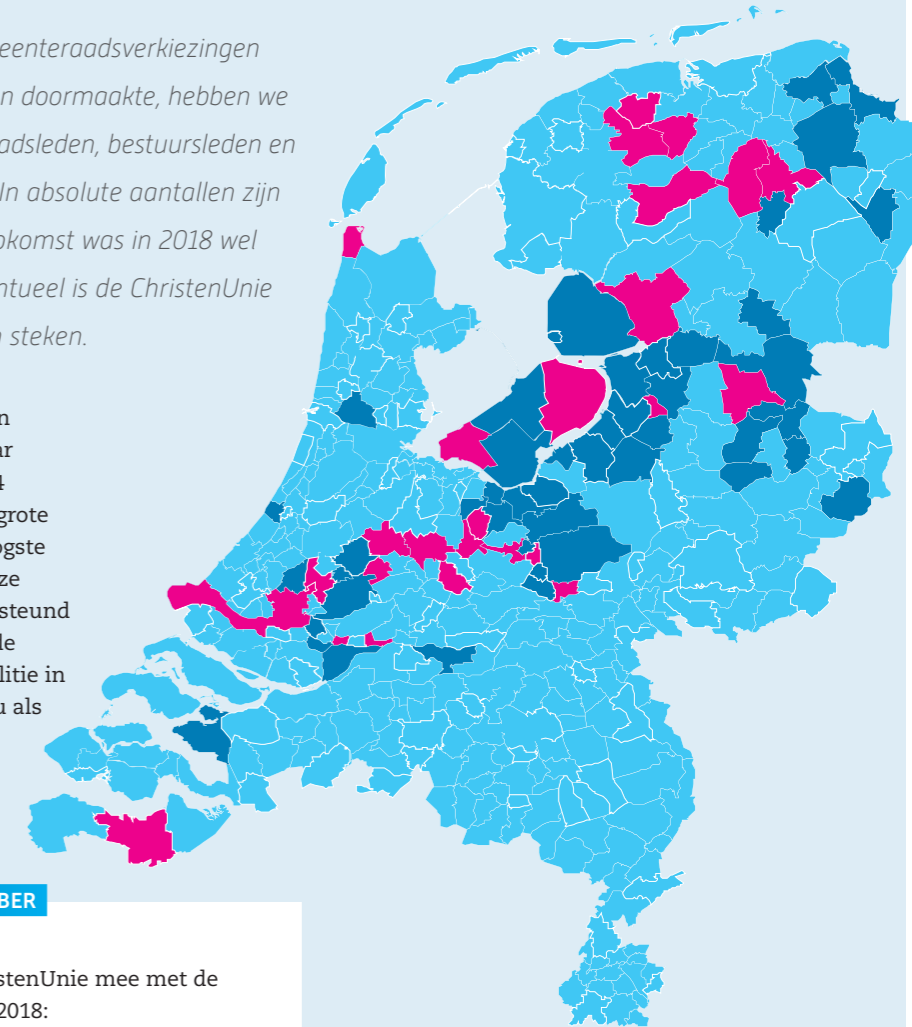 eenteraadsverkiezingen
n doormaakte, hebben we
adsleden, bestuursleden en
In absolute aantallen zijn
pkomst was in 2018 wel
ntueel is de ChristenUnie
n steken.
n
ar
4
grote
ogste
ze
steund
de
litie in
u als
BER
stenUnie mee met de
2018: